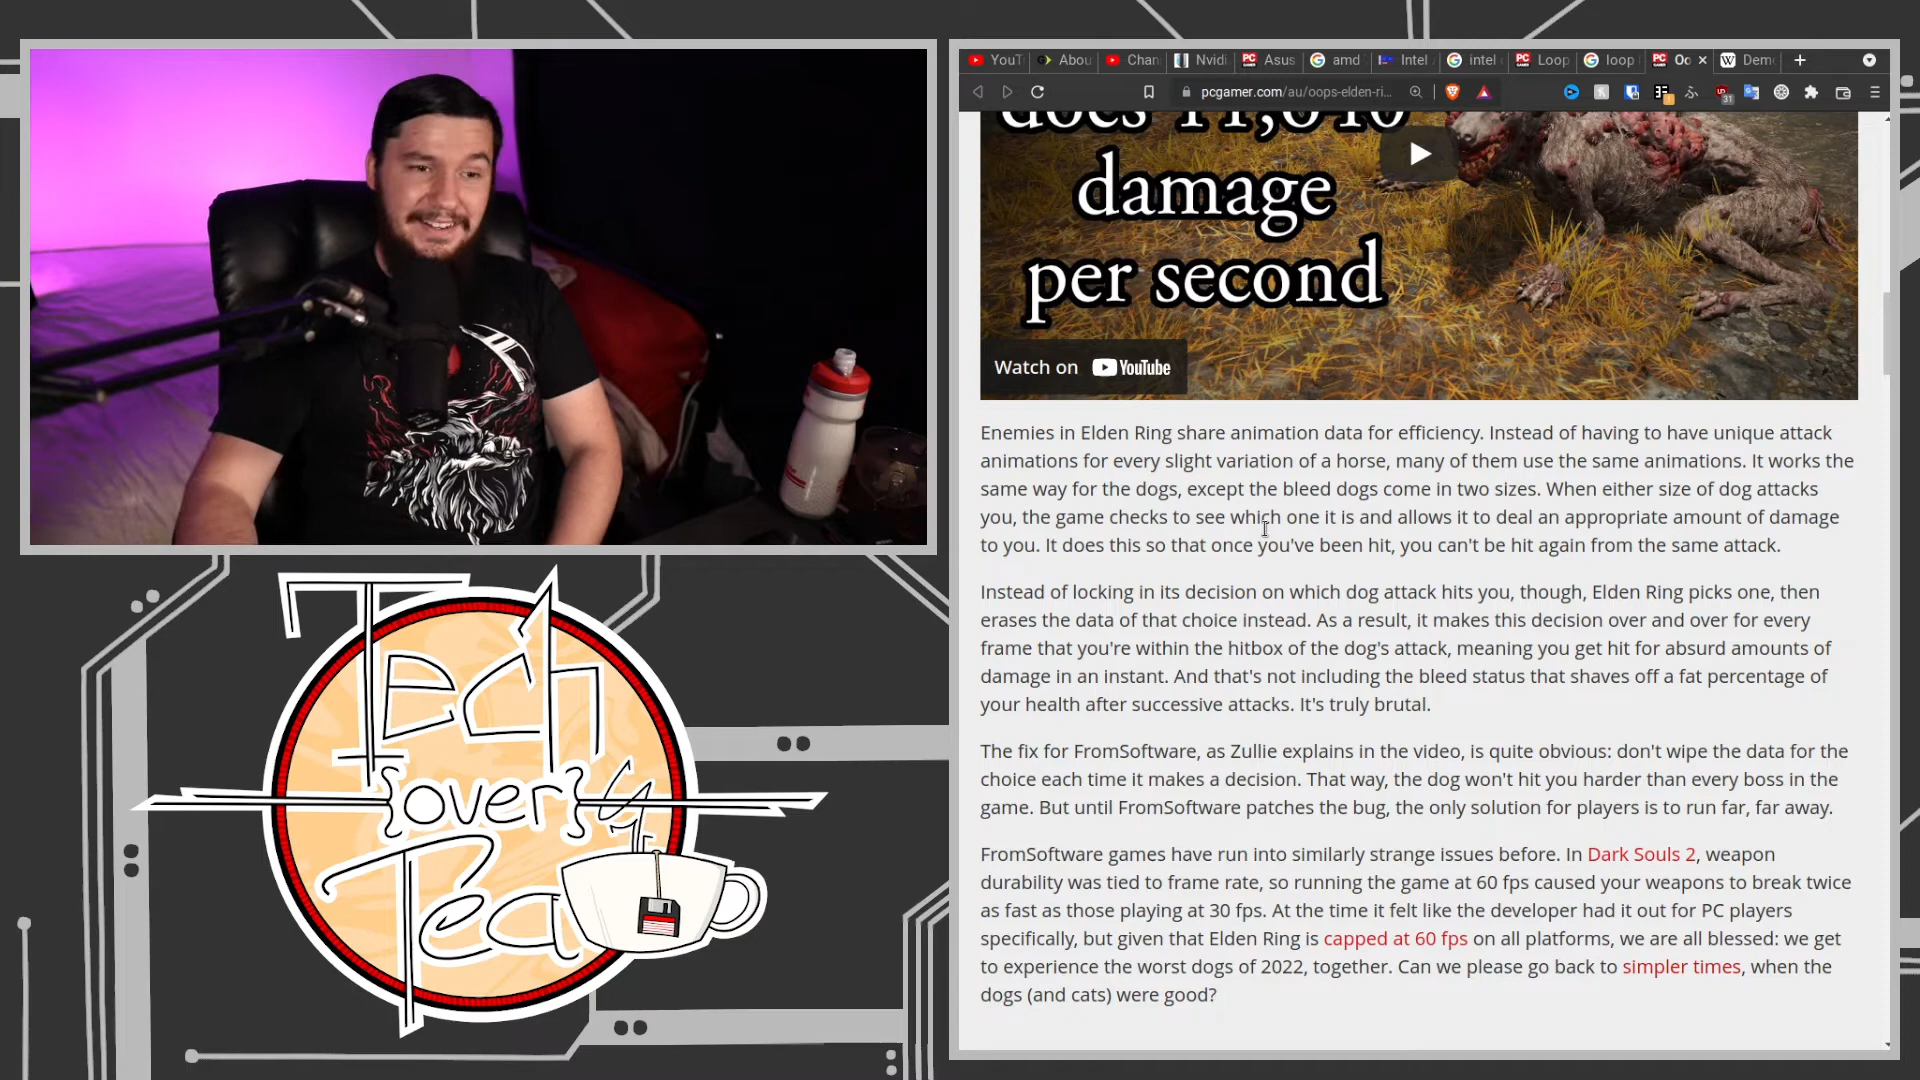 YouT
Abou
Chan
Nvidi
PC
Asus
amd
Intel
intel
PC
Loop
loop
PC
Oc
W
Dem
pcgamer.com/au/oops-elden-ri...
1
31
does 11,840
damage
per second
Watch on YouTube
Enemies in Elden Ring share animation data for efficiency. Instead of having to have unique attack
animations for every slight variation of a horse, many of them use the same animations. It works the
same way for the dogs, except the bleed dogs come in two sizes. When either size of dog attacks
you, the game checks to see which one it is and allows it to deal an appropriate amount of damage
to you. It does this so that once you've been hit, you can't be hit again from the same attack.
Instead of locking in its decision on which dog attack hits you, though, Elden Ring picks one, then
erases the data of that choice instead. As a result, it makes this decision over and over for every
frame that you're within the hitbox of the dog's attack, meaning you get hit for absurd amounts of
damage in an instant. And that's not including the bleed status that shaves off a fat percentage of
your health after successive attacks. It's truly brutal.
The fix for FromSoftware, as Zullie explains in the video, is quite obvious: don't wipe the data for the
choice each time it makes a decision. That way, the dog won't hit you harder than every boss in the
game. But until FromSoftware patches the bug, the only solution for players is to run far, far away.
FromSoftware games have run into similarly strange issues before. In Dark Souls 2, weapon
durability was tied to frame rate, so running the game at 60 fps caused your weapons to break twice
as fast as those playing at 30 fps. At the time it felt like the developer had it out for PC players
specifically, but given that Elden Ring is capped at 60 fps on all platforms, we are all blessed: we get
to experience the worst dogs of 2022, together. Can we please go back to simpler times, when the
dogs (and cats) were good?
Tech
{over}
Tea